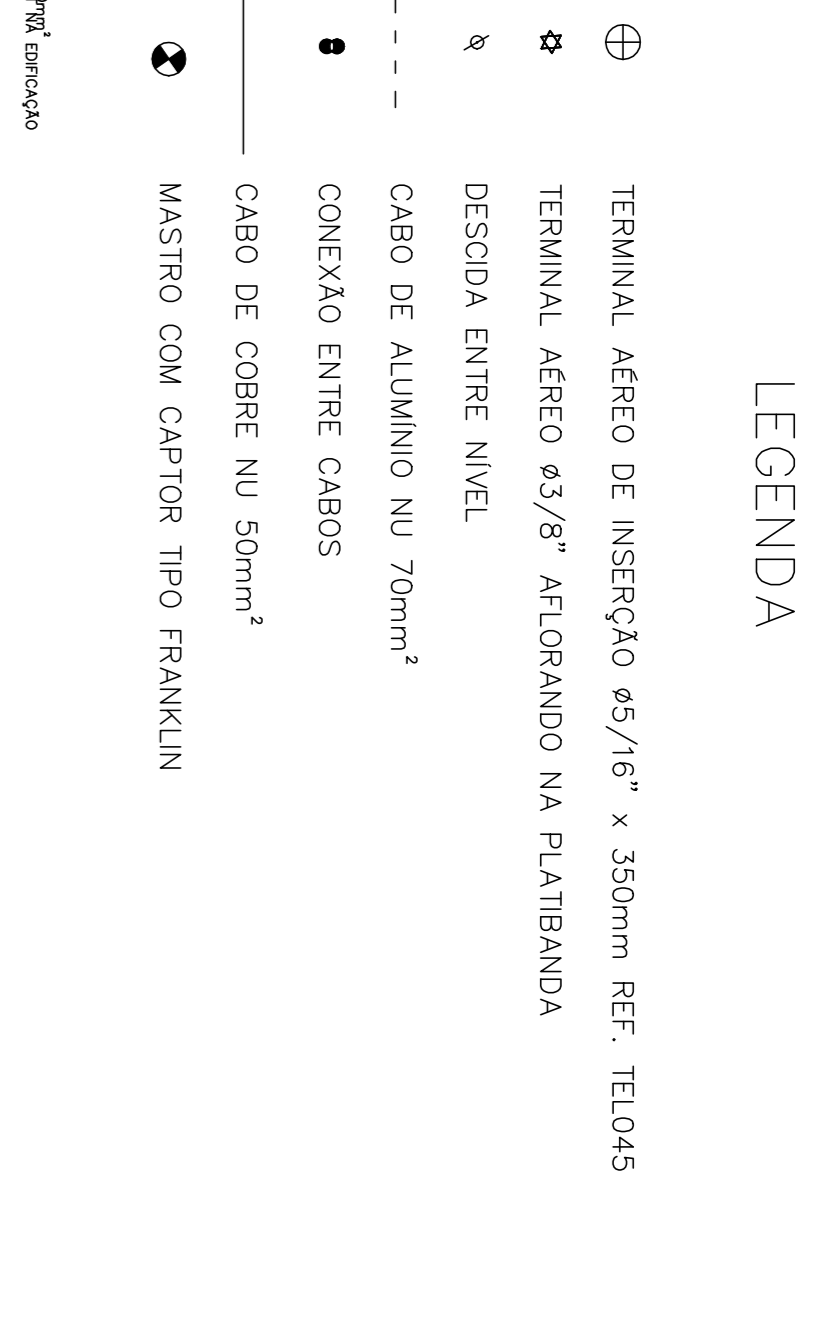 LEGENDA
TERMINAL AÉREO DE INSERÇÃO ø5/16" x 350mm REF. TEL045
TERMINAL AÉREO ø3/8" AFLORANDO NA PLATIBANDA
DESCIDA ENTRE NÍVEL
CABO DE ALUMÍNIO NU 70mm²
CONEXÃO ENTRE CABOS
CABO DE COBRE NU 50mm²
MASTRO COM CAPTOR TIPO FRANKLIN
0mm²
NA EDIFICAÇÃO